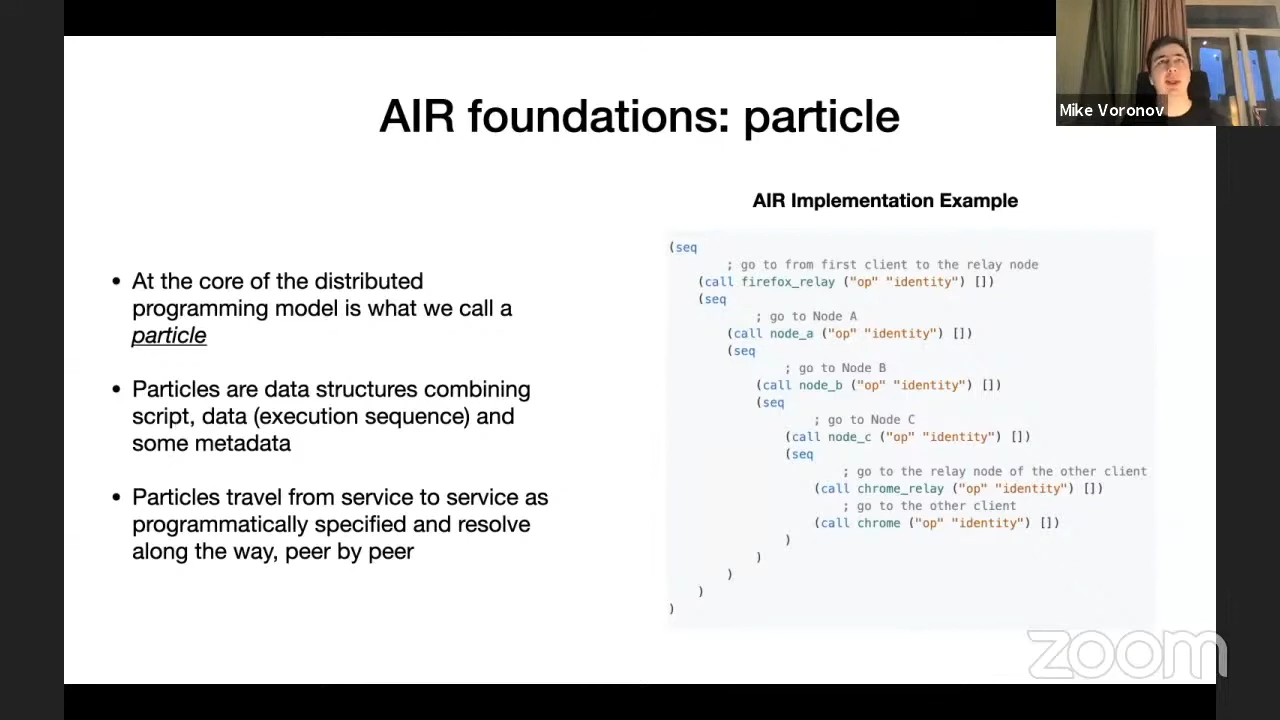 AIR foundations: particle
Mike Voronov
• At the core of the distributed
programming model is what we call a
particle
• Particles are data structures combining
script, data (execution sequence) and
some metadata
• Particles travel from service to service as
programmatically specified and resolve
along the way, peer by peer
AIR Implementation Example
(seq
; go to from first client to the relay node
(call firefox_relay ("op" "identity") [])
(seq
; go to Node A
(call node_a ("op" "identity") [])
(seq
; go to Node B
(call node_b ("op" "identity") [])
(seq
; go to Node C
(call node_c ("op" "identity") [])
(seq
; go to the relay node of the other client
(call chrome_relay ("op" "identity") [])
; go to the other client
(call chrome ("op" "identity") [])
)
)
)
)
)
zoom